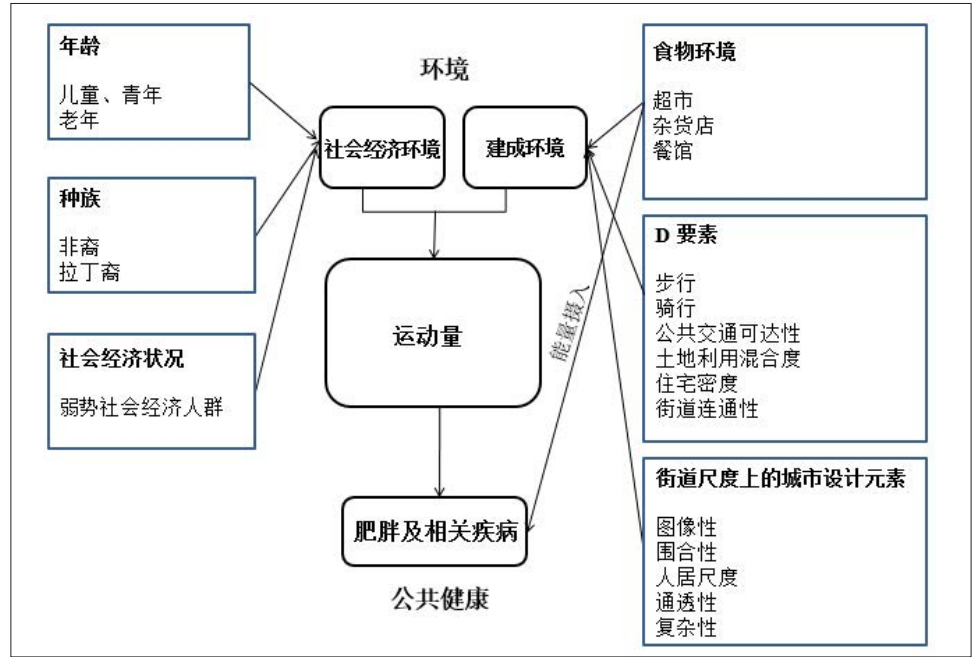 年龄
儿童、青年
老年
种族
非裔
拉丁裔
社会经济状况
弱势社会经济人群
环境
社会经济环境
建成环境
运动量
能量摄入
肥胖及相关疾病
公共健康
食物环境
超市
杂货店
餐馆
D 要素
步行
骑行
公共交通可达性
土地利用混合度
住宅密度
街道连通性
街道尺度上的城市设计元素
图像性
围合性
人居尺度
通透性
复杂性